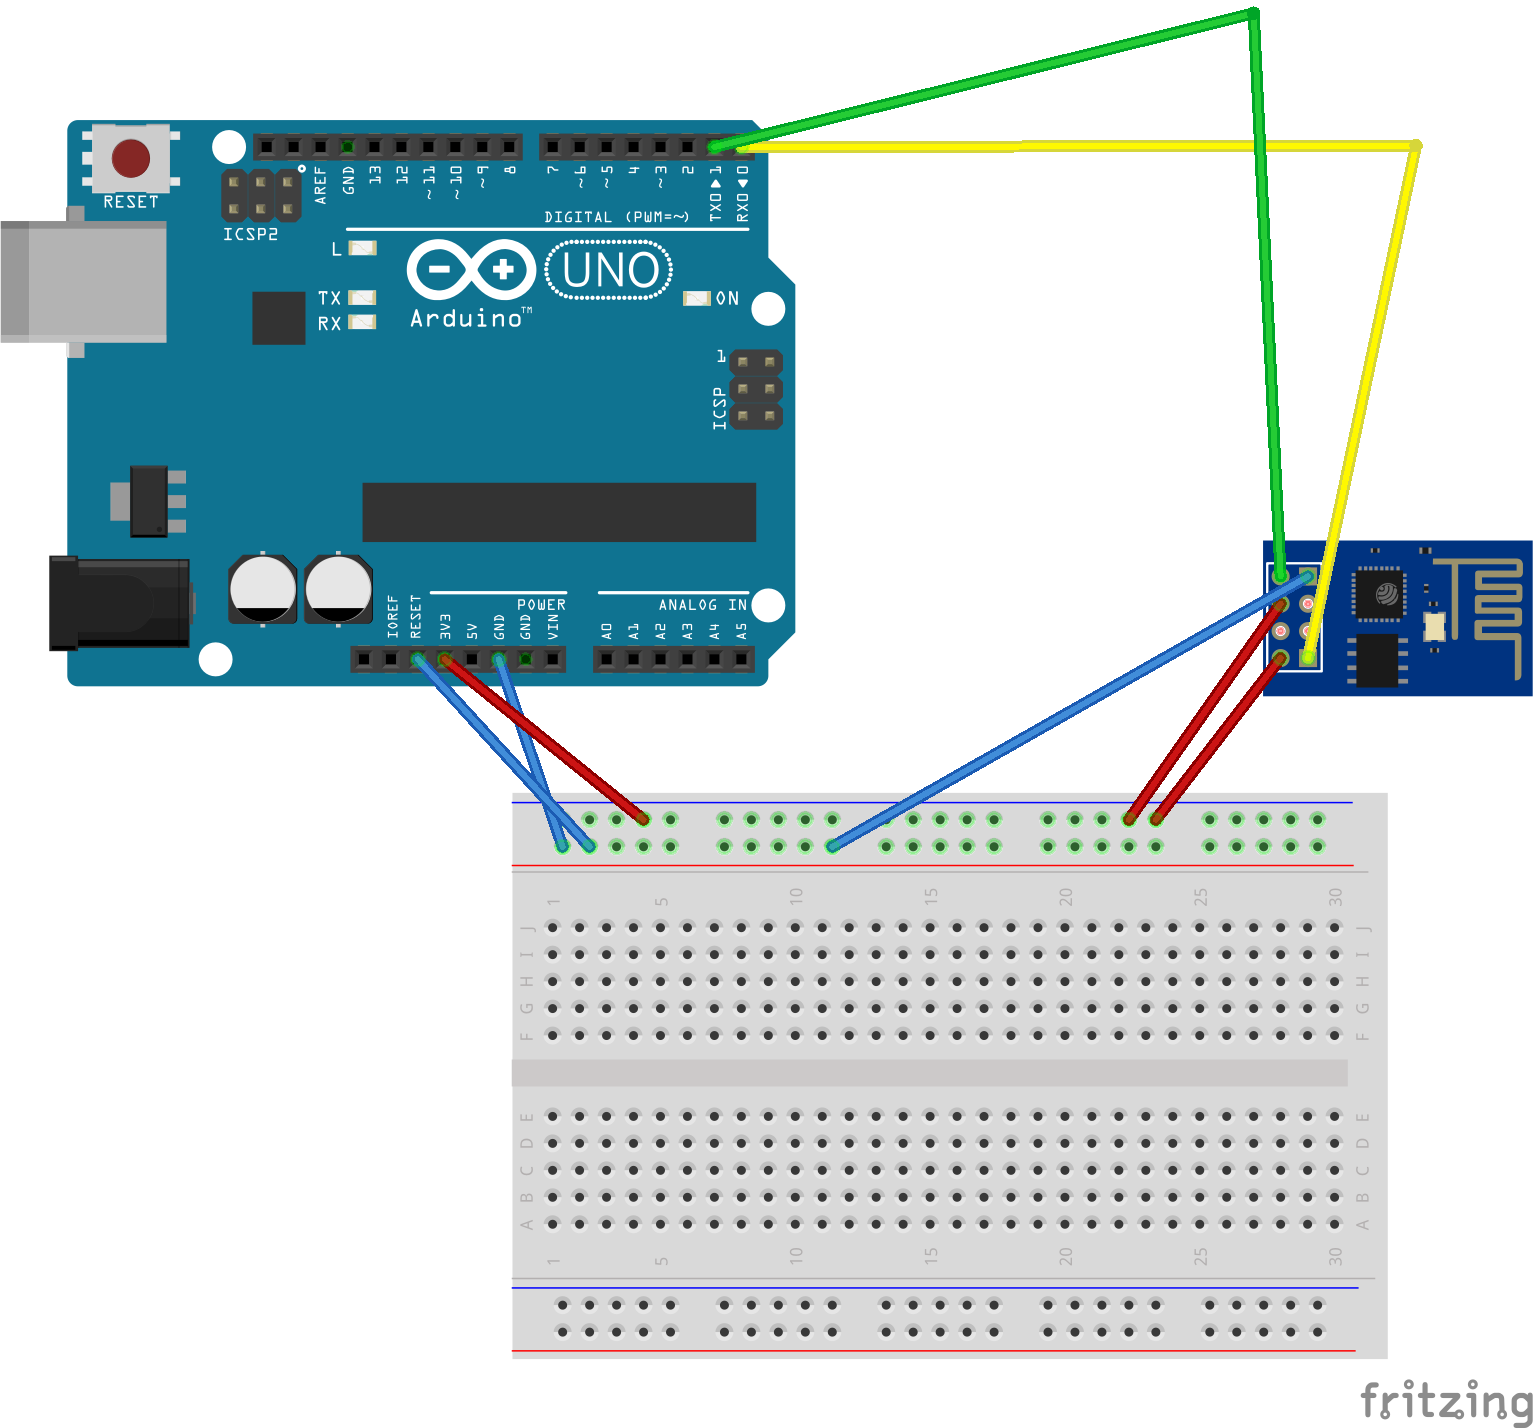 RESET
ICSP2
AREF
GND
13
12
~11
~10
~9
8
7
~6
~5
4
~3
2
TX0▶1
RX0◀0
DIGITAL (PWM=~)
L
TX
RX
UNO
Arduino™
ON
1
ICSP
IOREF
RESET
3V3
5V
GND
GND
VIN
POWER
ANALOG IN
A0
A1
A2
A3
A4
A5
1
5
10
15
20
25
30
J
J
I
I
H
H
G
G
F
F
E
E
D
D
C
C
B
B
A
A
1
5
10
15
20
25
30
fritzing